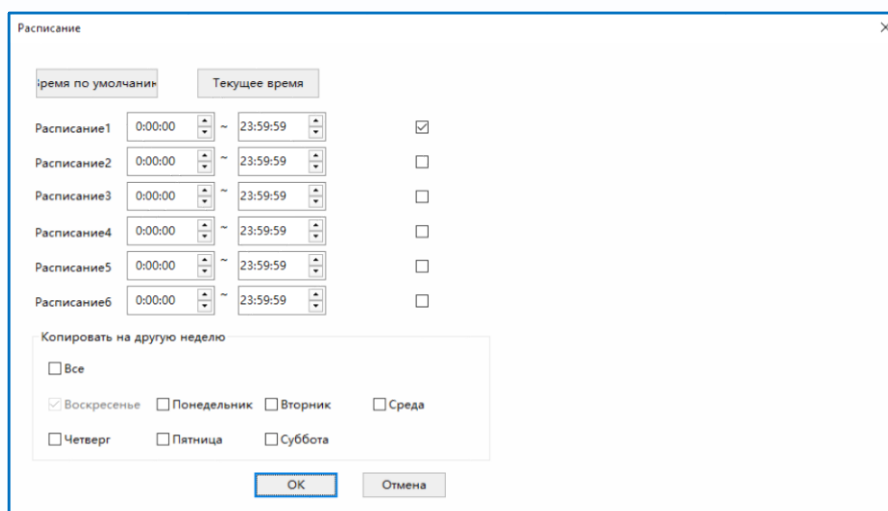 Расписание
Время по умолчанию Текущее время
Расписание1 0:00:00 ~ 23:59:59
Расписание2 0:00:00 ~ 23:59:59
Расписание3 0:00:00 ~ 23:59:59
Расписание4 0:00:00 ~ 23:59:59
Расписание5 0:00:00 ~ 23:59:59
Расписание6 0:00:00 ~ 23:59:59
Копировать на другую неделю
Все
Воскресенье Понедельник Вторник Среда
Четверг Пятница Суббота
OK Отмена